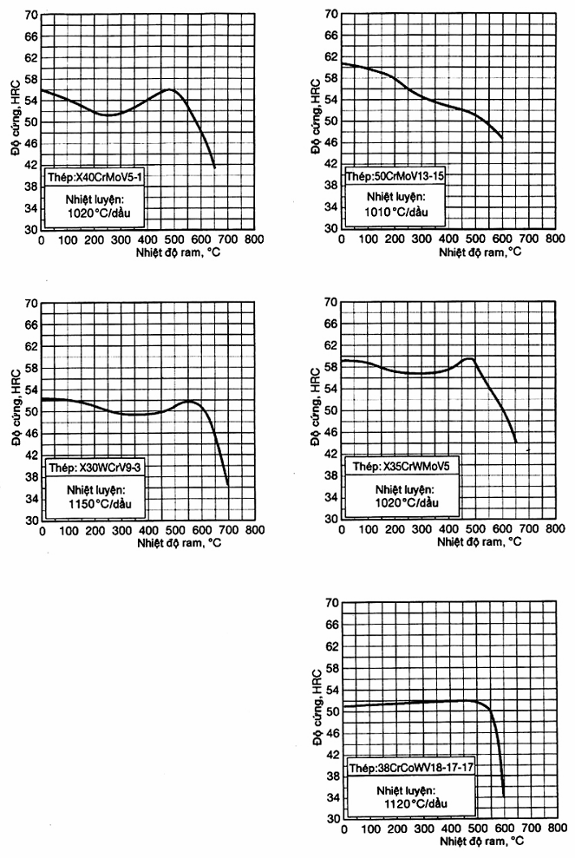 70
66
62
58
54
50
46
42
38
34
30
Độ cứng, HRC
Thép:X40CrMoV5-1
Nhiệt luyện:
1020°C/dầu
0 100 200 300 400 500 600 700 800
Nhiệt độ ram, °C
70
66
62
58
54
50
46
42
38
34
30
Độ cứng, HRC
Thép:50CrMoV13-15
Nhiệt luyện:
1010°C/dầu
0 100 200 300 400 500 600 700 800
Nhiệt độ ram, °C
70
66
62
58
54
50
46
42
38
34
30
Độ cứng, HRC
Thép: X30WCrV9-3
Nhiệt luyện:
1150°C/dầu
0 100 200 300 400 500 600 700 800
Nhiệt độ ram, °C
70
66
62
58
54
50
46
42
38
34
30
Độ cứng, HRC
Thép: X35CrWMoV5
Nhiệt luyện:
1020°C/dầu
0 100 200 300 400 500 600 700 800
Nhiệt độ ram, °C
70
66
62
58
54
50
46
42
38
34
30
Độ cứng, HRC
Thép:38CrCoWV18-17-17
Nhiệt luyện:
1120°C/dầu
0 100 200 300 400 500 600 700 800
Nhiệt độ ram, °C